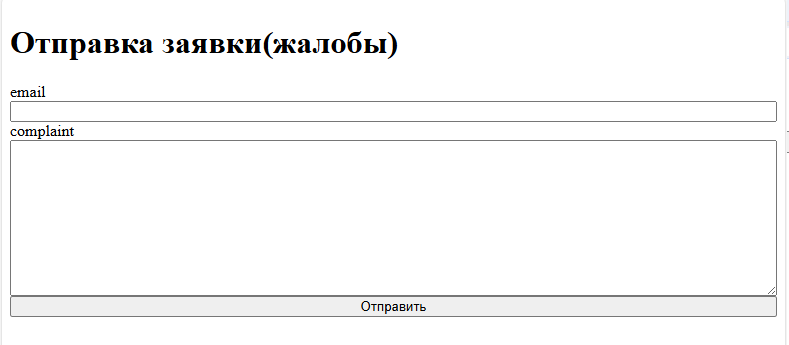 Отправка заявки(жалобы)
email
complaint
Отправить